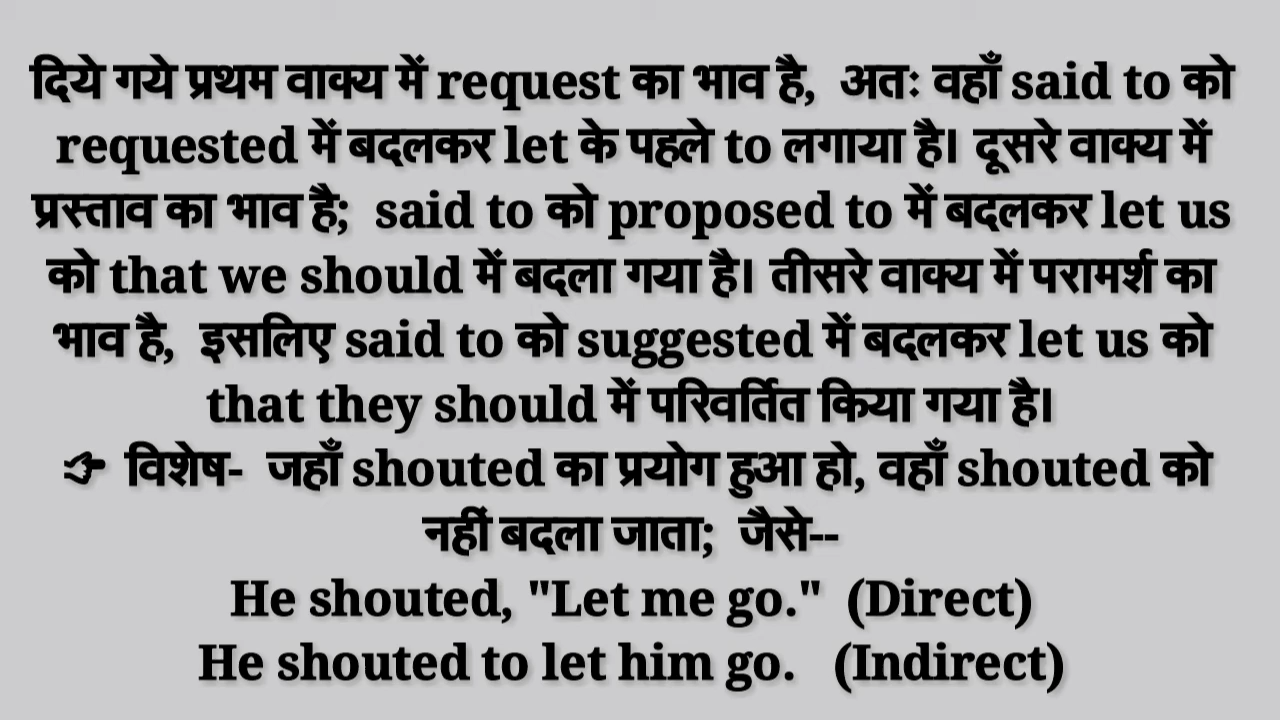 दिये गये प्रथम वाक्य में request का भाव है, अतः वहाँ said to को
requested में बदलकर let के पहले to लगाया है। दूसरे वाक्य में
प्रस्ताव का भाव है; said to को proposed to में बदलकर let us
को that we should में बदला गया है। तीसरे वाक्य में परामर्श का
भाव है, इसलिए said to को suggested में बदलकर let us को
that they should में परिवर्तित किया गया है।
👉 विशेष- जहाँ shouted का प्रयोग हुआ हो, वहाँ shouted को
नहीं बदला जाता; जैसे--
He shouted, "Let me go." (Direct)
He shouted to let him go. (Indirect)